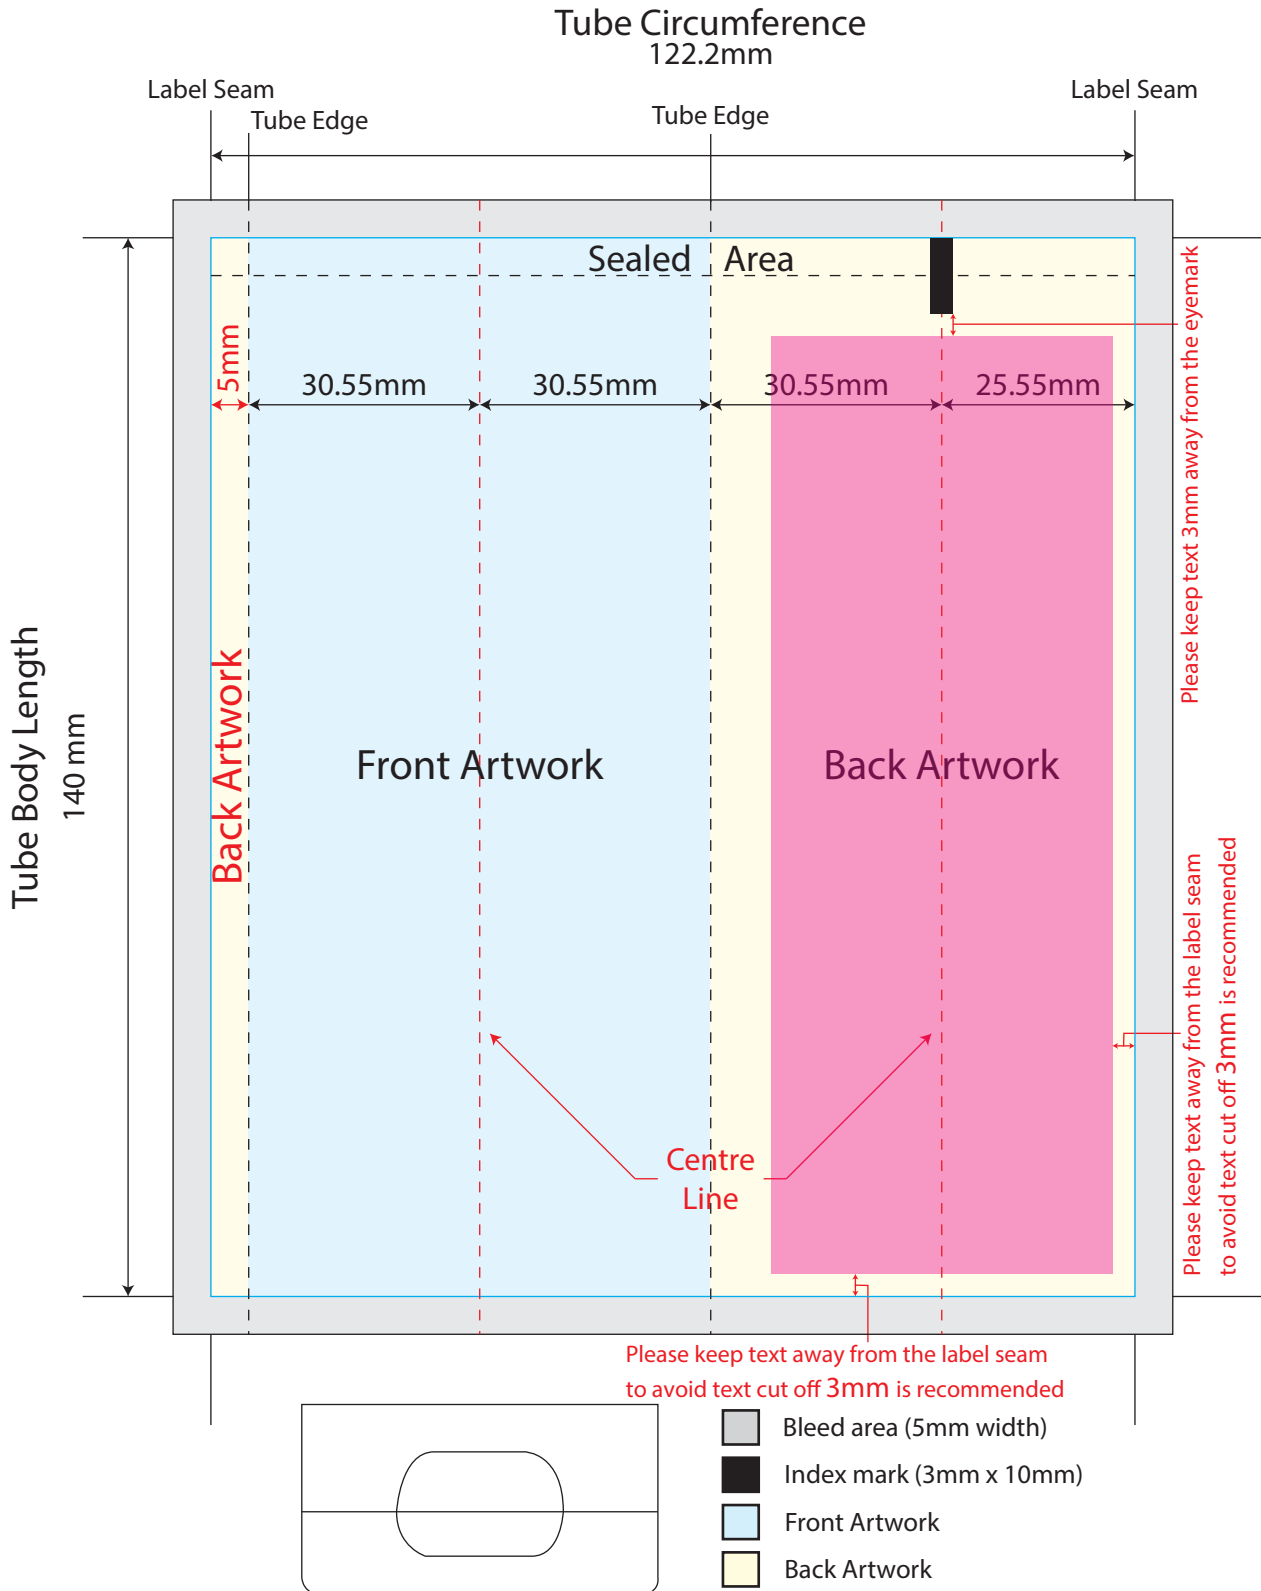 Tube Circumference
122.2mm
Label Seam
Label Seam
Tube Edge
Tube Edge
Sealed Area
5mm
30.55mm
30.55mm
30.55mm
25.55mm
Please keep text 3mm away from the eyemark
Tube Body Length
140 mm
Back Artwork
Front Artwork
Back Artwork
Please keep text away from the label seam
to avoid text cut off 3mm is recommended
Centre
Line
Please keep text away from the label seam
to avoid text cut off 3mm is recommended
Bleed area (5mm width)
Index mark (3mm x 10mm)
Front Artwork
Back Artwork